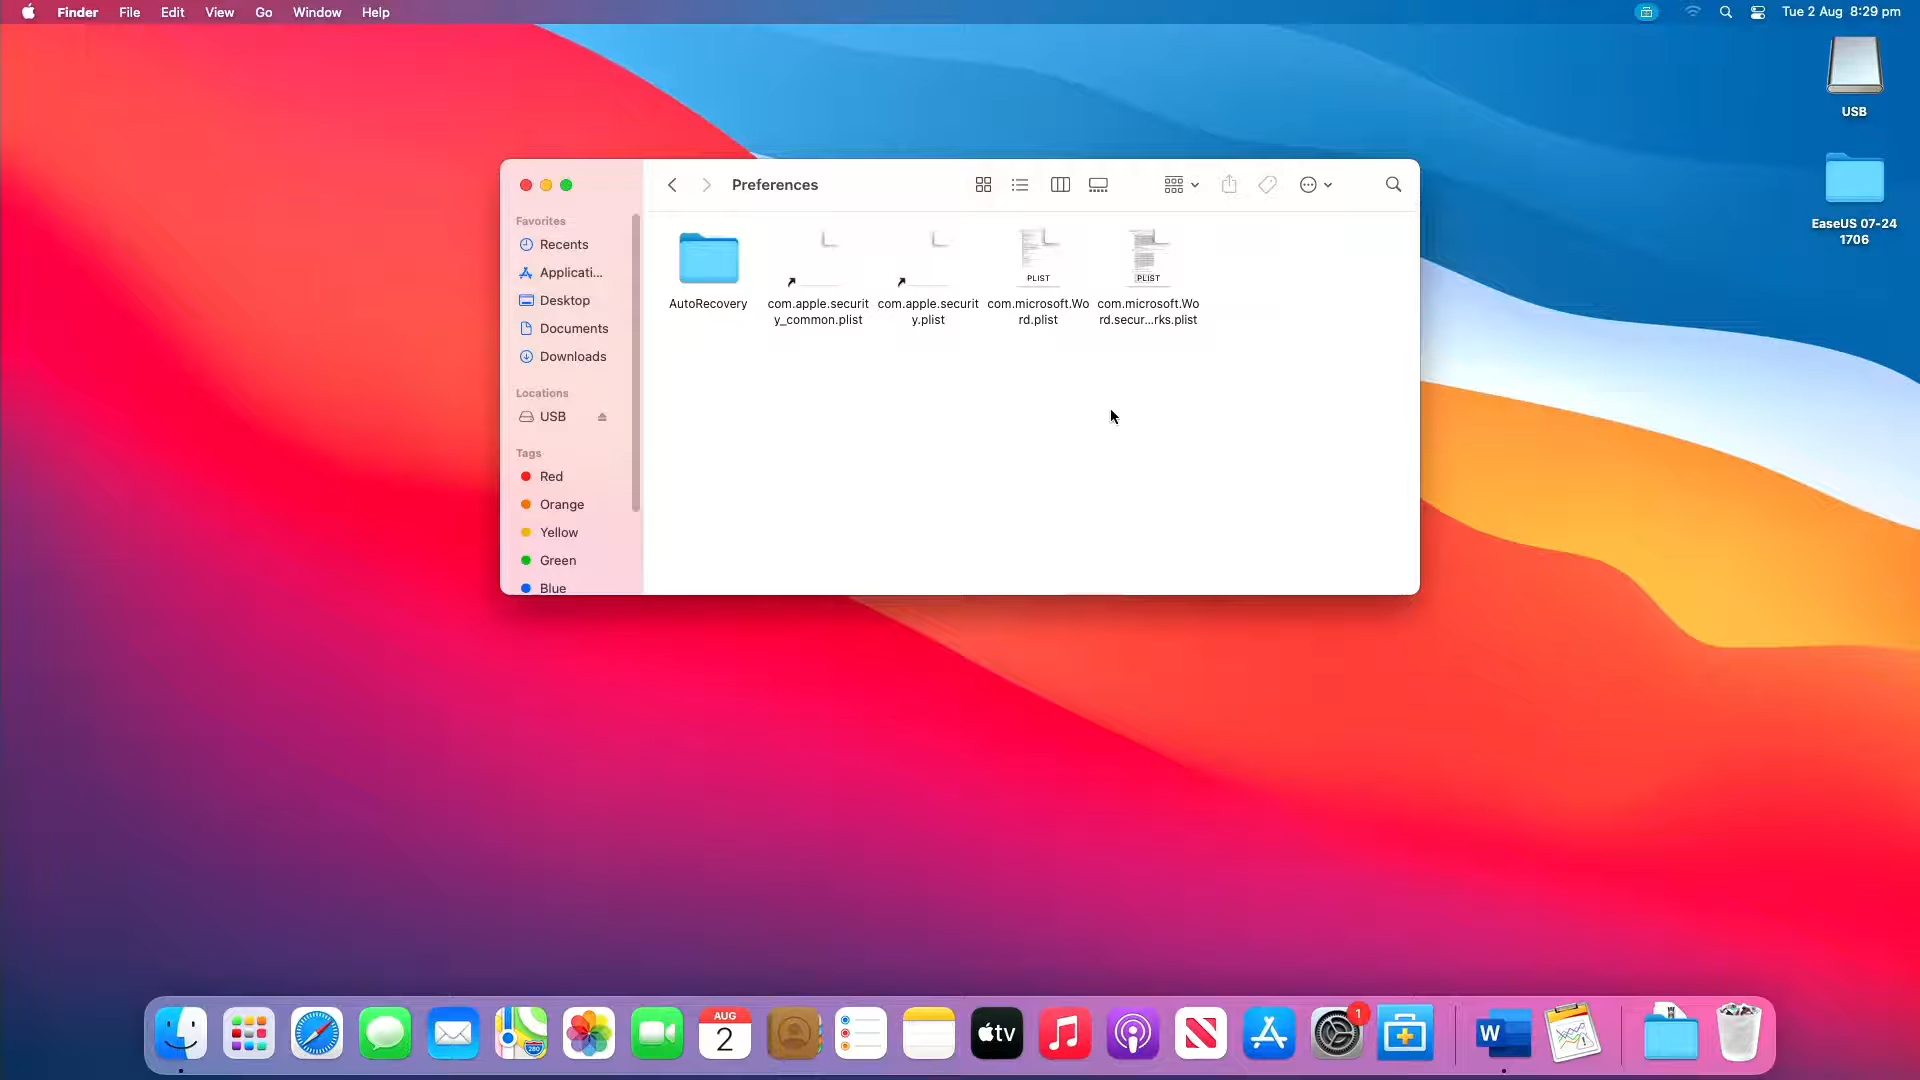 Finder File Edit View Go Window Help
Tue 2 Aug 8:29 pm
USB
EaseUS 07-24
1706
Preferences
Favorites
Recents
Applicati...
Desktop
Documents
Downloads
Locations
USB
Tags
Red
Orange
Yellow
Green
Blue
AutoRecovery
com.apple.securit
y_common.plist
com.apple.securit
y.plist
PLIST
com.microsoft.Wo
rd.plist
PLIST
com.microsoft.Wo
rd.secur...rks.plist
280
AUG
2
tv
1
W